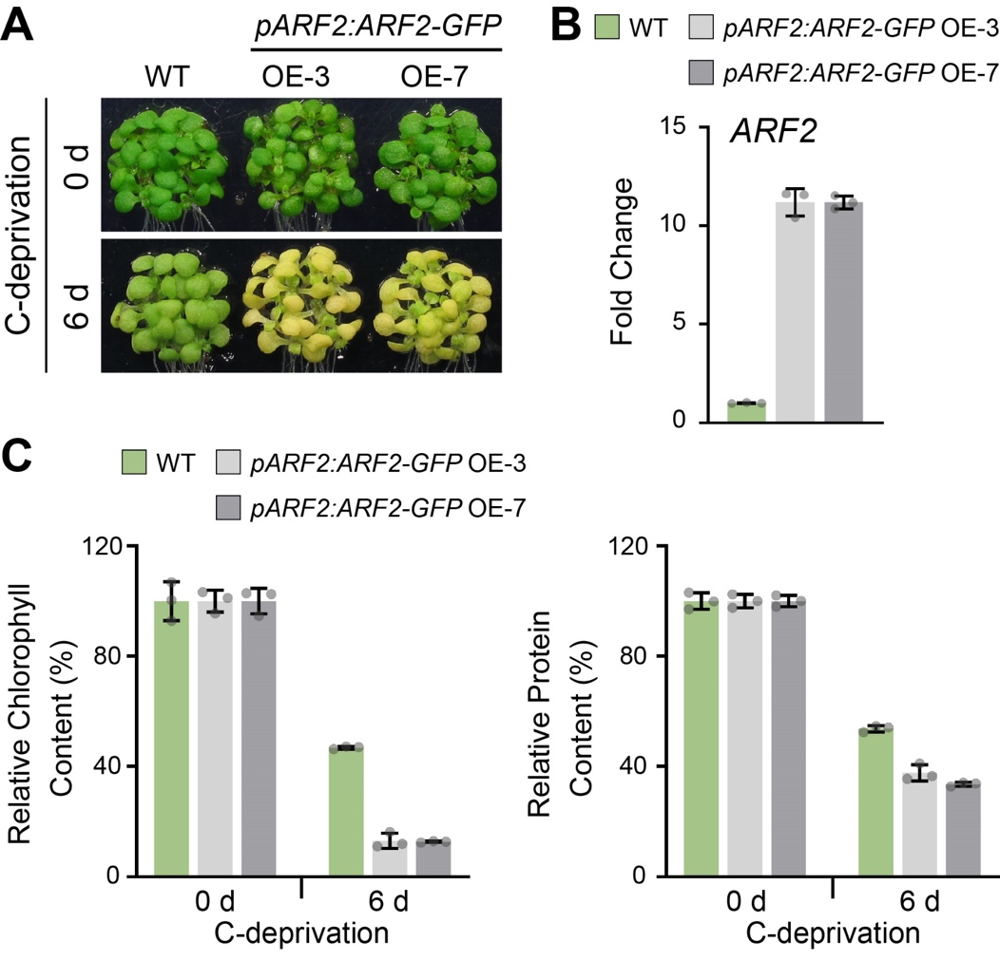 A
pARF2:ARF2-GFP
WT OE-3 OE-7
C-deprivation
0 d
6 d
B
WT pARF2:ARF2-GFP OE-3
pARF2:ARF2-GFP OE-7
ARF2
Fold Change
15
10
5
0
C
WT pARF2:ARF2-GFP OE-3
pARF2:ARF2-GFP OE-7
Relative Chlorophyll
Content (%)
120
80
40
0
0 d 6 d
C-deprivation
Relative Protein
Content (%)
120
80
40
0
0 d 6 d
C-deprivation